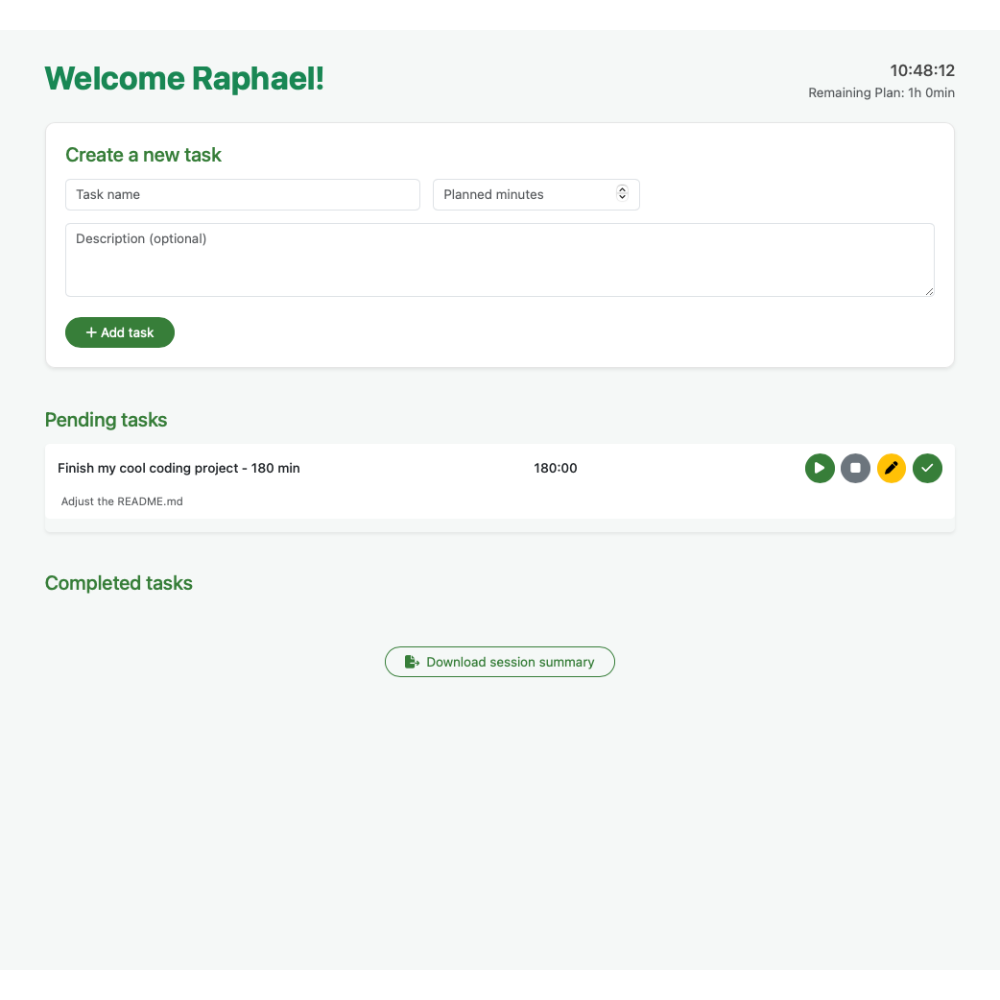 Welcome Raphael!
10:48:12
Remaining Plan: 1h 0min
Create a new task
Task name
Planned minutes
Description (optional)
+ Add task
Pending tasks
Finish my cool coding project - 180 min
180:00
Adjust the README.md
Completed tasks
Download session summary